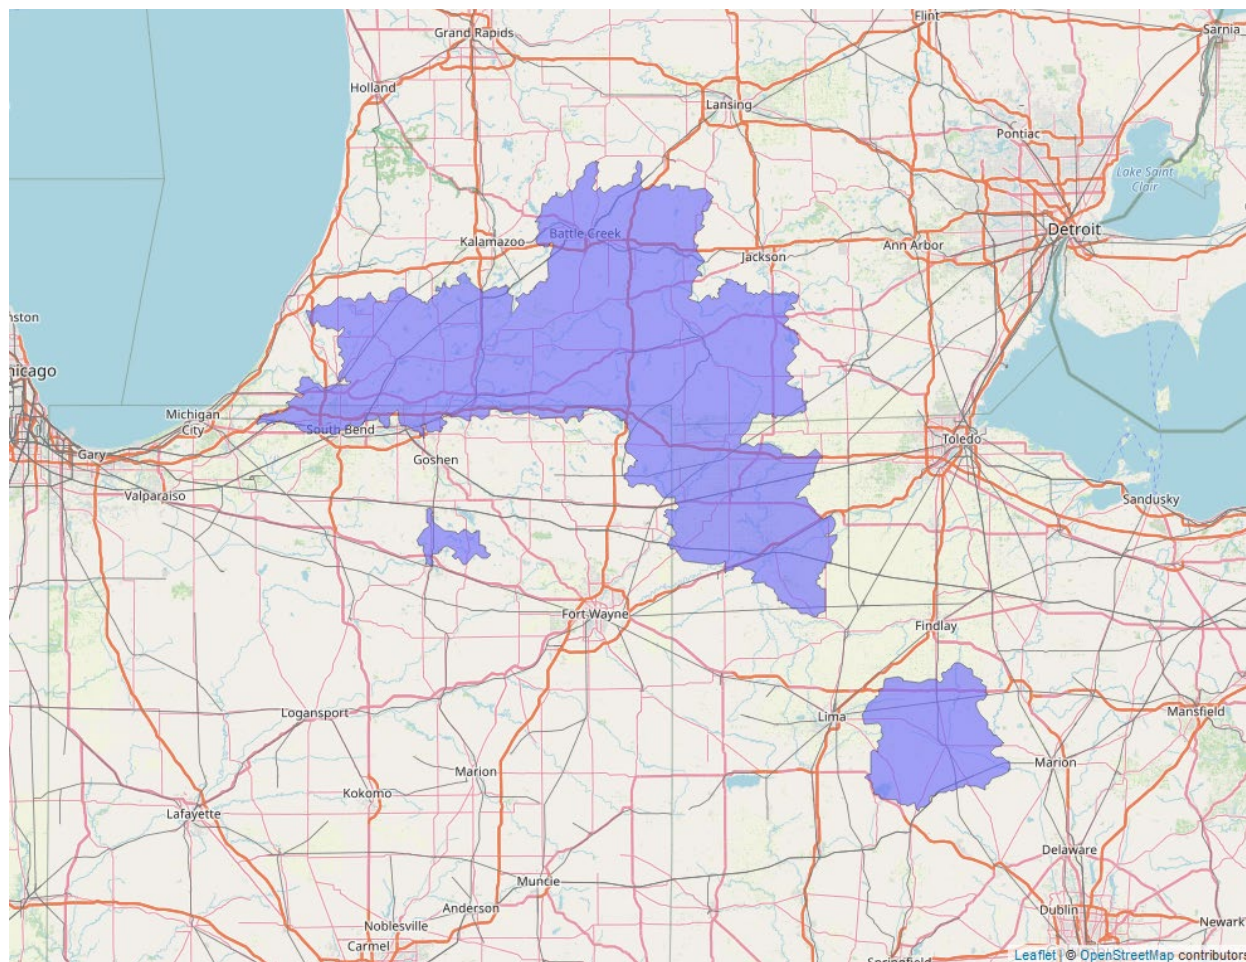 Flint
Sarnia
Grand Rapids
Holland
Lansing
Pontiac
Lake Saint
Clair
Battle Creek
Kalamazoo
Detroit
Ann Arbor
Jackson
Michigan
City
South Bend
Gary
Goshen
Toledo
Valparaiso
Sandusky
Fort Wayne
Findlay
Logansport
Lima
Mansfield
Marion
Marion
Kokomo
Lafayette
Delaware
Muncie
Anderson
Dublin
Noblesville
Newark
Carmel
Leaflet | © OpenStreetMap contributors